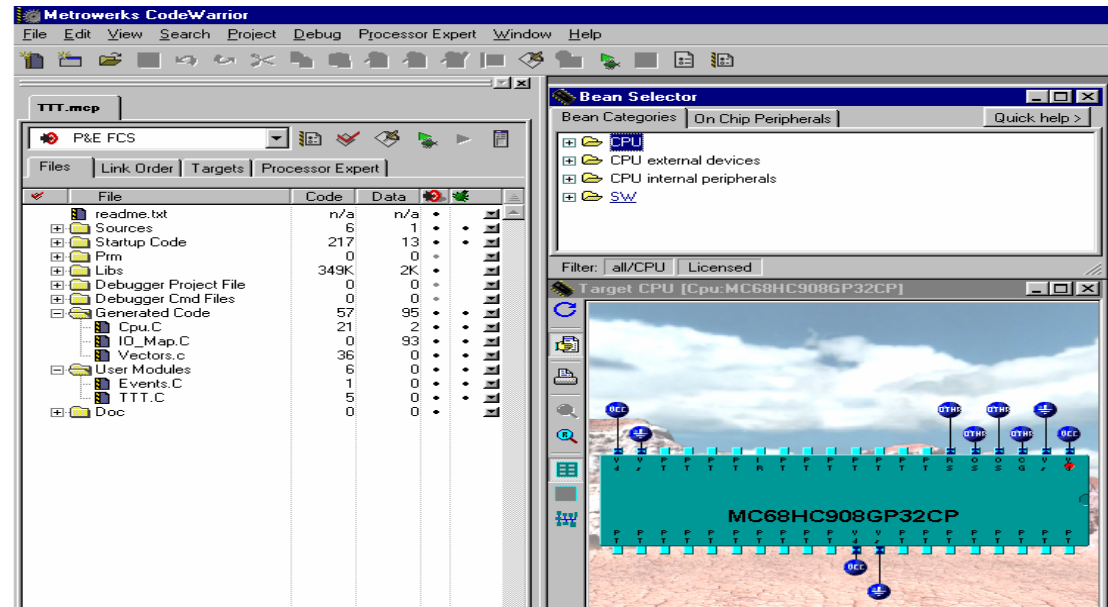 Metrowerks CodeWarrior
File Edit View Search Project Debug Processor Expert Window Help
TTT.mcp
P&E FCS
Files Link Order Targets Processor Expert
File Code Data
readme.txt n/a n/a
Sources 6 1
Startup Code 217 13
Prm 0 0
Libs 349K 2K
Debugger Project File 0 0
Debugger Cmd Files 0 0
Generated Code 57 95
Cpu.C 21 2
IO_Map.C 0 93
Vectors.c 36 0
User Modules 6 0
Events.C 1 0
TTT.C 5 0
Doc 0 0
Bean Selector
Bean Categories On Chip Peripherals Quick help >
CPU
CPU external devices
CPU internal peripherals
SW
Filter: all/CPU Licensed
Target CPU [Cpu:MC68HC908GP32CP]
MC68HC908GP32CP